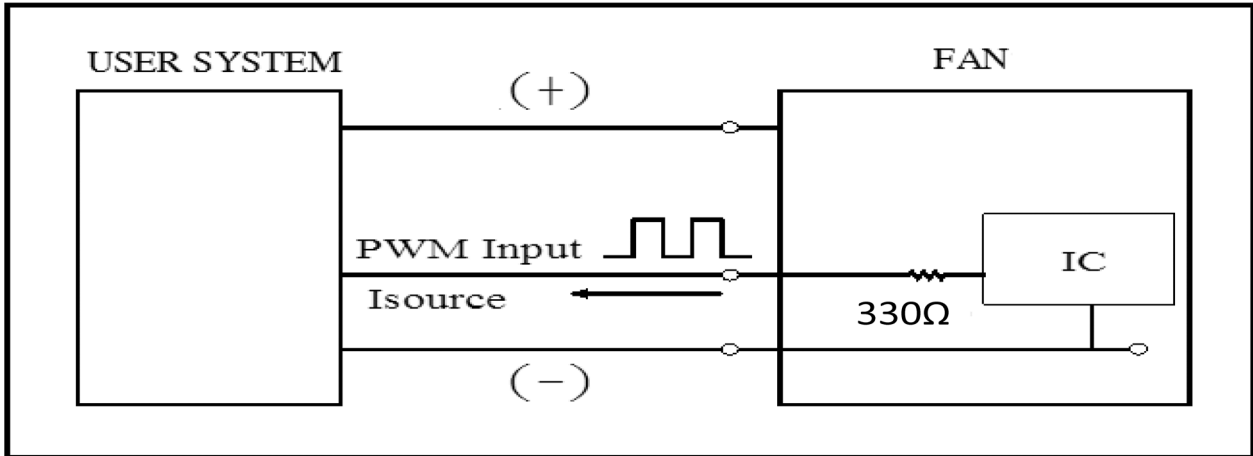 USER SYSTEM
FAN
(+)
PWM Input
IC
Isource
330Ω
(−)